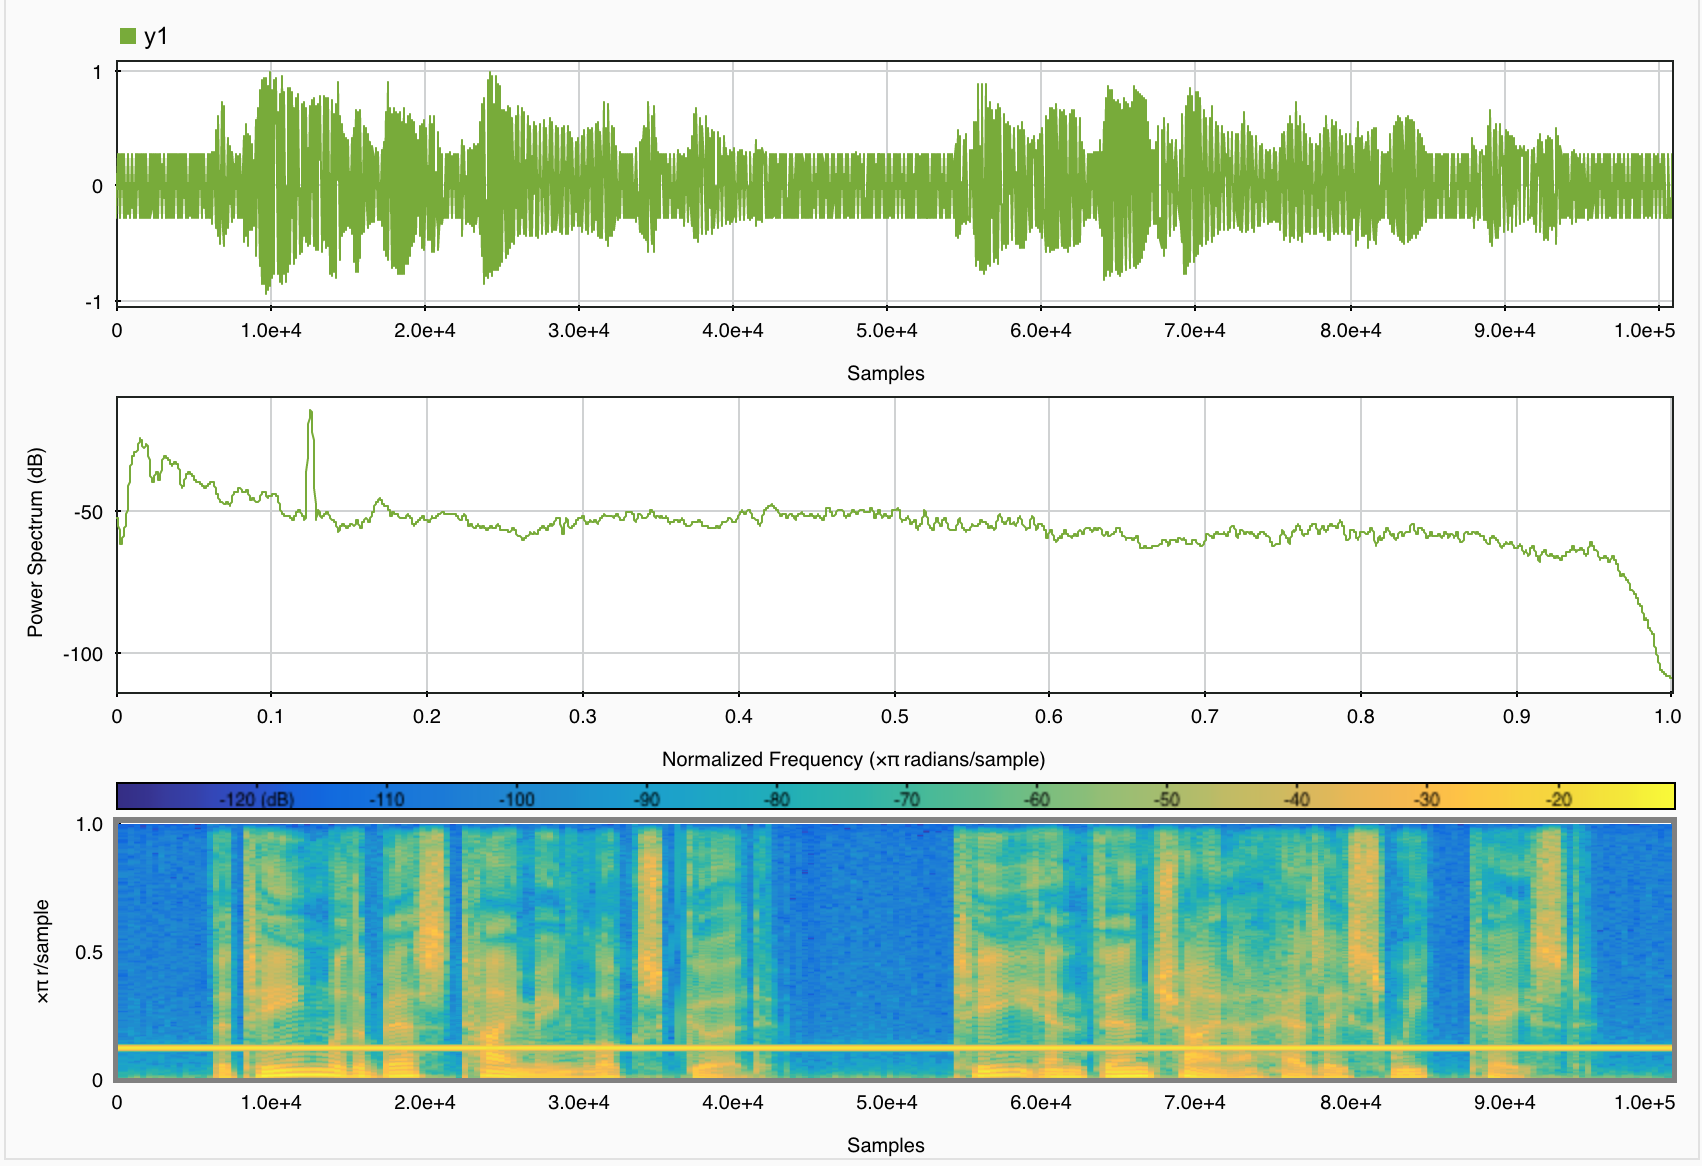 y1
1
0
-1
0 1.0e+4 2.0e+4 3.0e+4 4.0e+4 5.0e+4 6.0e+4 7.0e+4 8.0e+4 9.0e+4 1.0e+5
Samples
Power Spectrum (dB)
-50
-100
0 0.1 0.2 0.3 0.4 0.5 0.6 0.7 0.8 0.9 1.0
Normalized Frequency (×π radians/sample)
-120 (dB) -110 -100 -90 -80 -70 -60 -50 -40 -30 -20
×π r/sample
1.0
0.5
0
0 1.0e+4 2.0e+4 3.0e+4 4.0e+4 5.0e+4 6.0e+4 7.0e+4 8.0e+4 9.0e+4 1.0e+5
Samples